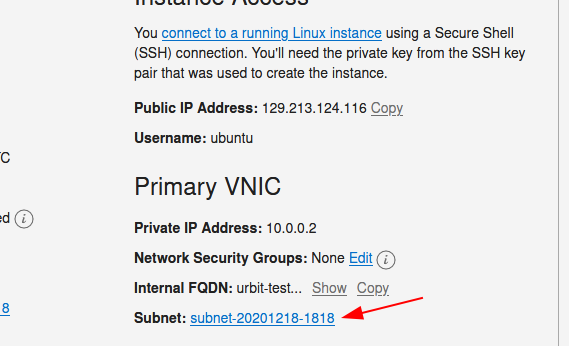 Instance Access
You connect to a running Linux instance using a Secure Shell
(SSH) connection. You'll need the private key from the SSH key
pair that was used to create the instance.
Public IP Address: 129.213.124.116 Copy
Username: ubuntu
TC
Primary VNIC
ed i
Private IP Address: 10.0.0.2
Network Security Groups: None Edit i
Internal FQDN: urbit-test... Show Copy
8
Subnet: subnet-20201218-1818